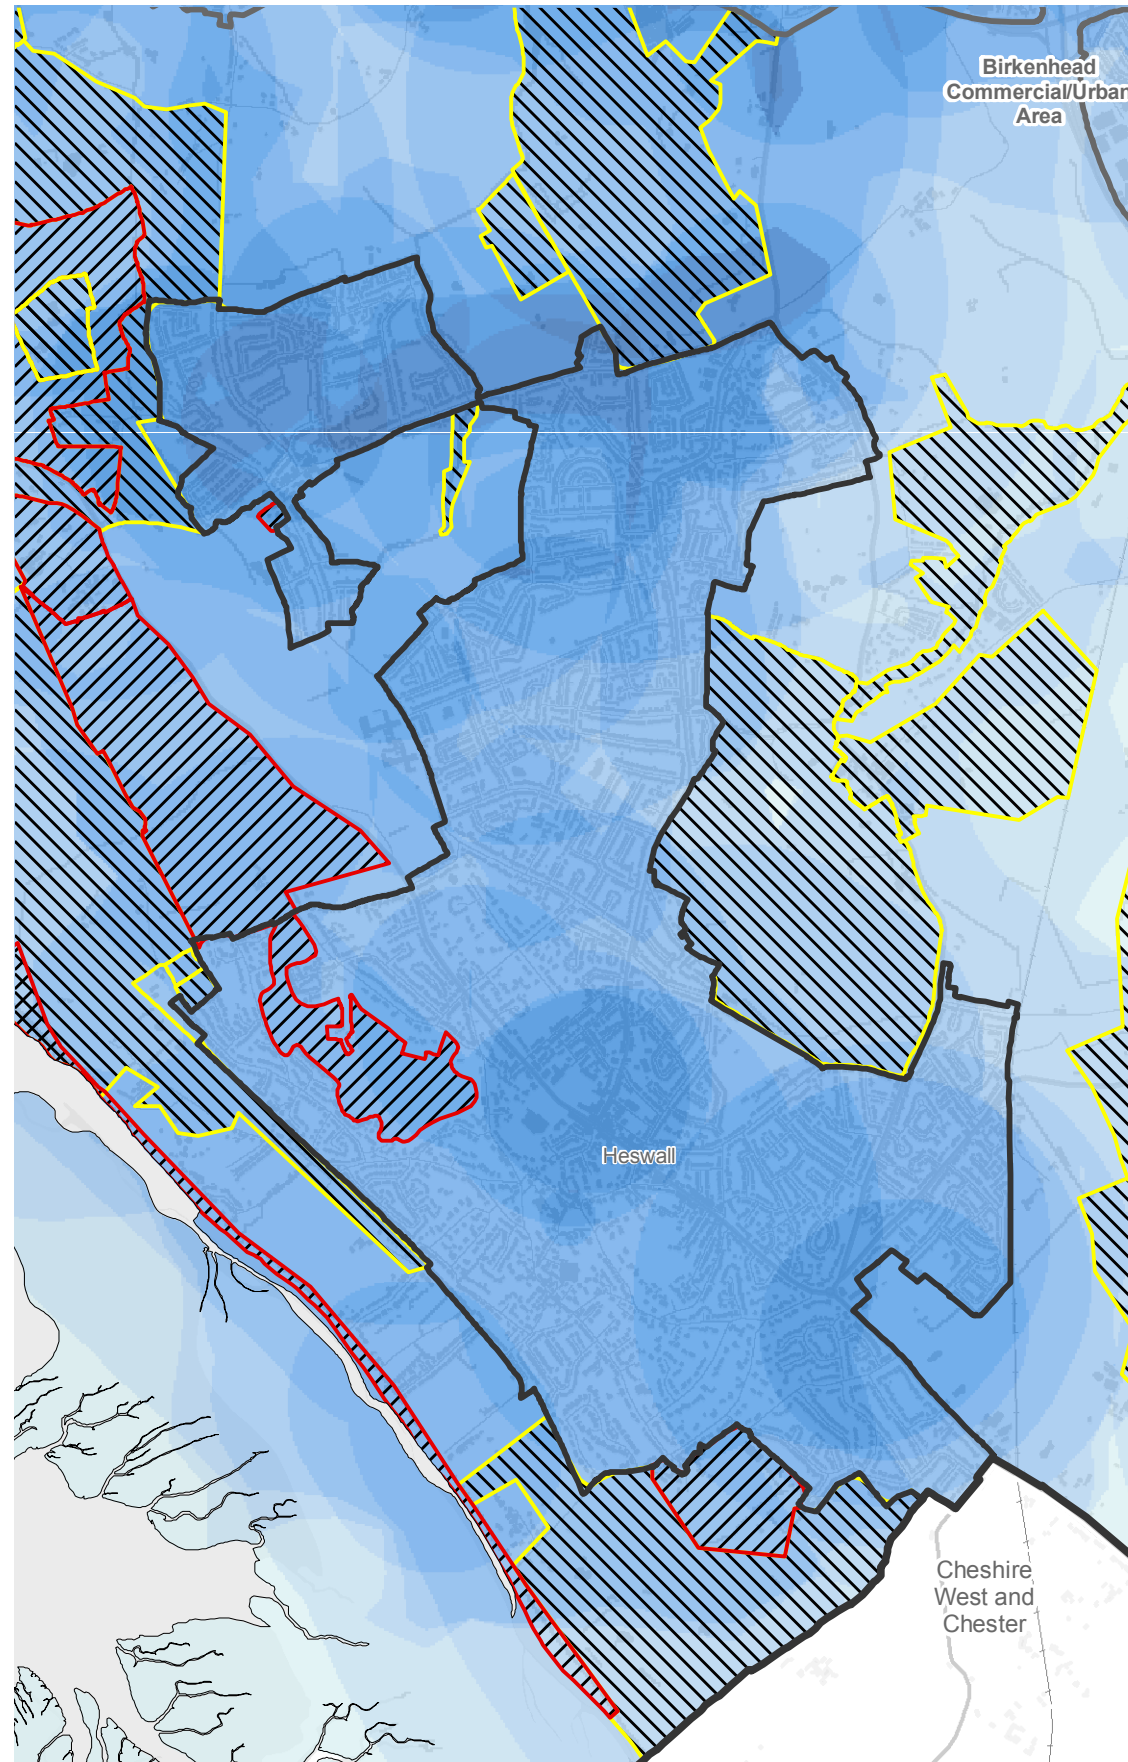 Birkenhead
Commercial/Urban
Area
Heswall
Cheshire
West and
Chester